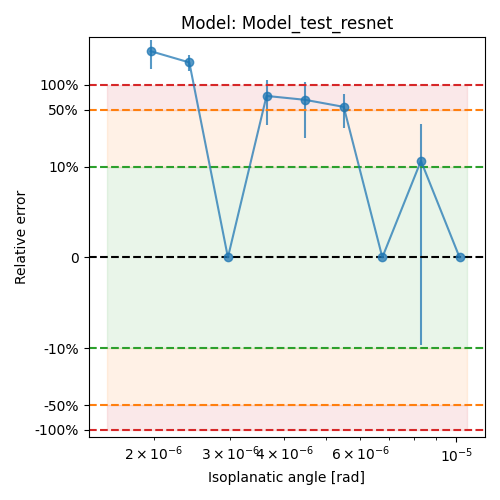 Model: Model_test_resnet
100%
50%
10%
0
-10%
-50%
-100%
Relative error
2 × 10⁻⁶
3 × 10⁻⁶
4 × 10⁻⁶
6 × 10⁻⁶
10⁻⁵
Isoplanatic angle [rad]